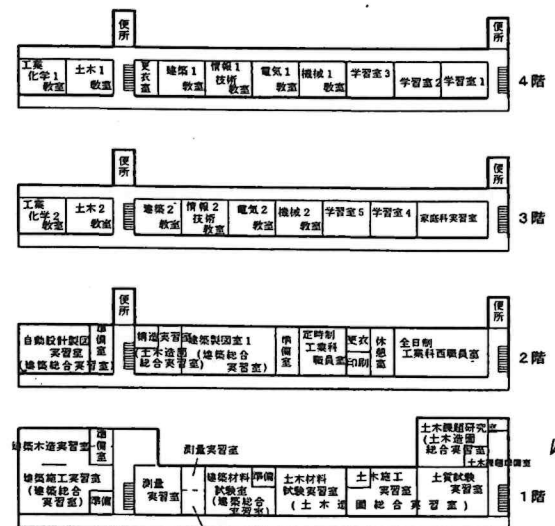 便所
便所
工業化学1教室
土木1教室
更衣室
建築1教室
情報1技術教室
電気1教室
機械1教室
学習室3
学習室2
学習室1
4階
便所
便所
工業化学2教室
土木2教室
建築2教室
情報2技術教室
電気2教室
機械2教室
学習室5
学習室4
家庭科実習室
3階
便所
便所
自動設計製図実習室
(建築総合実習室)
準備室
構造実習室
(土木造園総合実習室)
建築製図室1
(建築総合実習室)
準備室
定時制工業科職員室
更衣
印刷
休憩室
全日制工業科西職員室
2階
建築木造実習室
準備室
建築施工実習室
(建築総合実習室)
準備
測量実習室
測量実習室
建築材料試験室
(建築総合実習室)
準備
土木材料試験実習室
土木施工実習室
(土木造園総合実習室)
土木課題研究室
(土木造園総合実習室)
土木課題準備室
土質試験実習室
1階